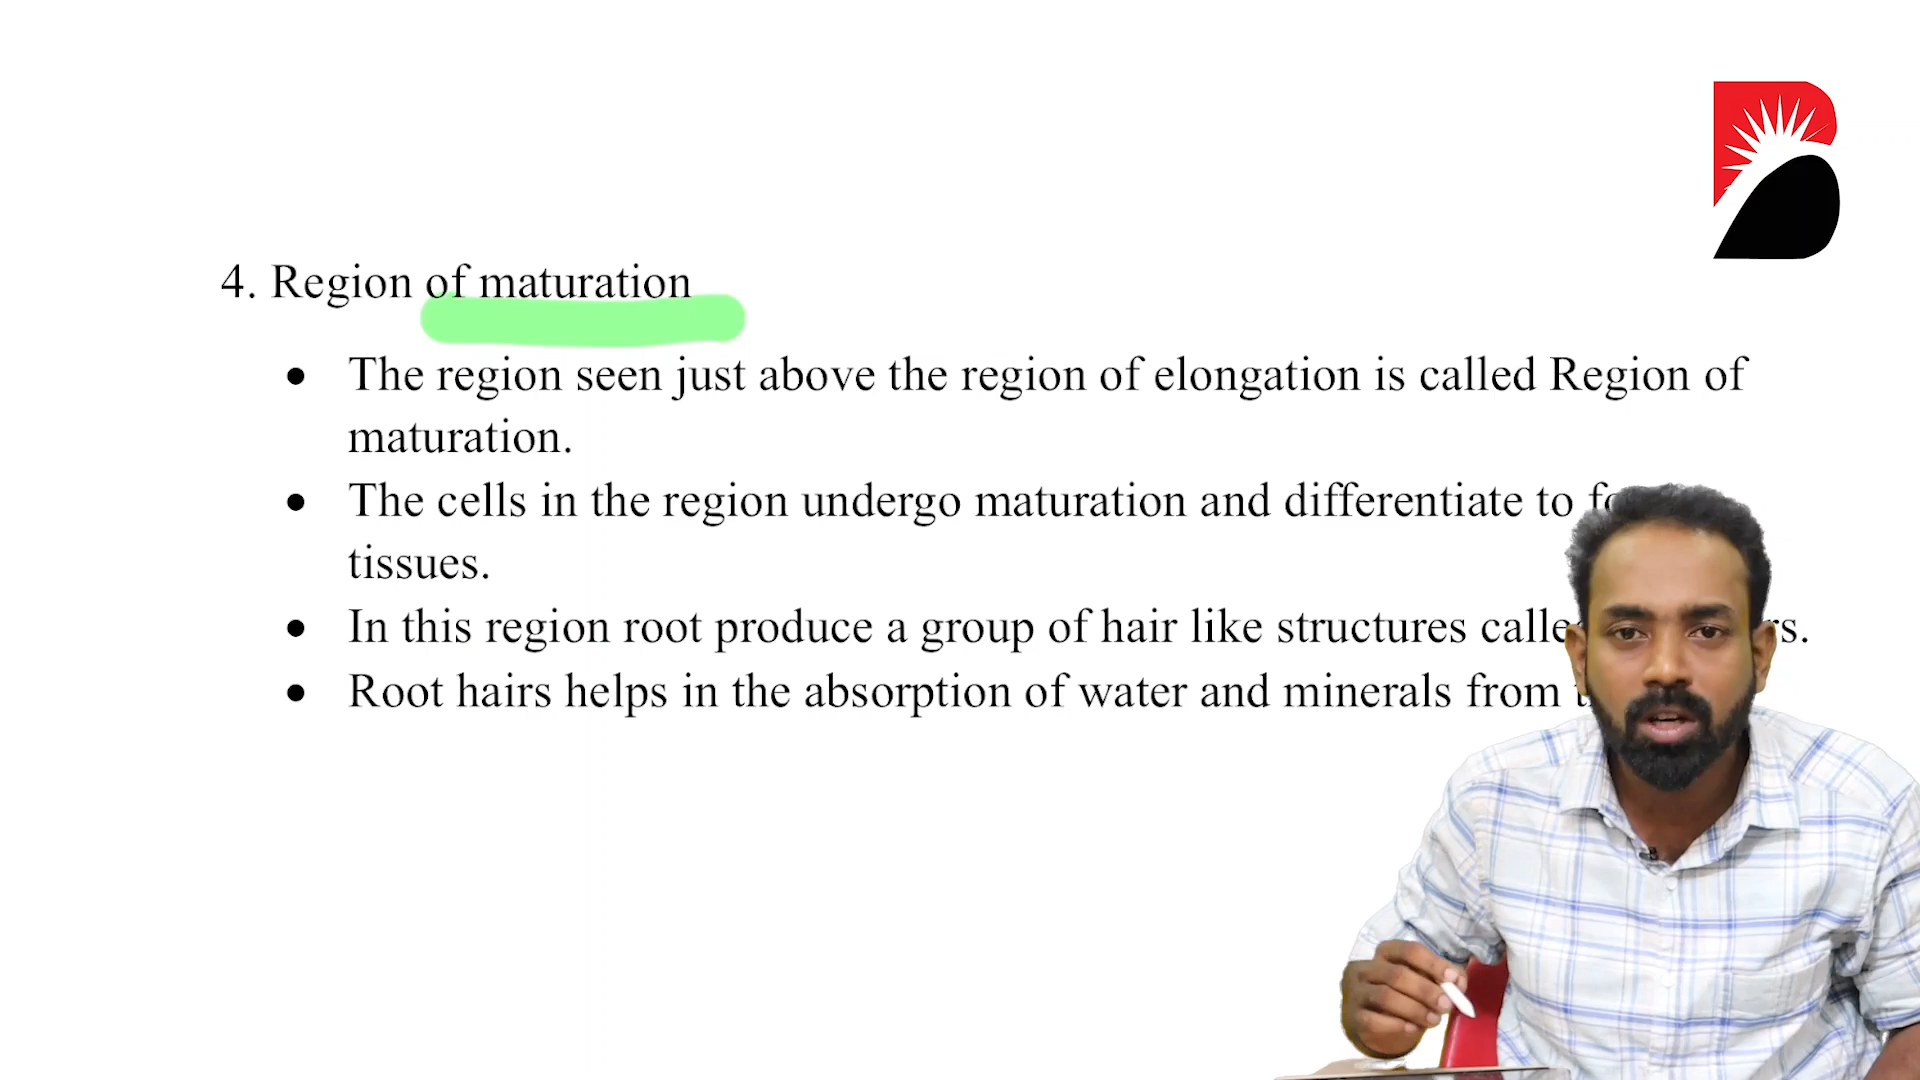 4. Region of maturation
• The region seen just above the region of elongation is called Region of
maturation.
• The cells in the region undergo maturation and differentiate to
tissues.
• In this region root produce a group of hair like structures
• Root hairs helps in the absorption of water and minerals from